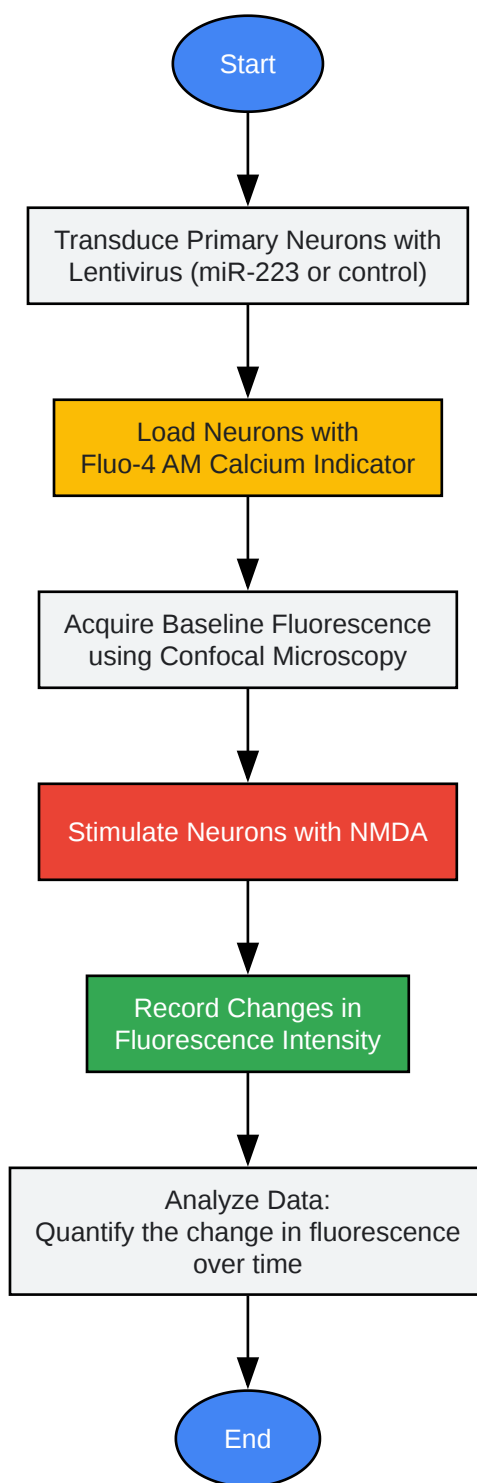 Start
Transduce Primary Neurons with
Lentivirus (miR-223 or control)
Load Neurons with
Fluo-4 AM Calcium Indicator
Acquire Baseline Fluorescence
using Confocal Microscopy
Stimulate Neurons with NMDA
Record Changes in
Fluorescence Intensity
Analyze Data:
Quantify the change in fluorescence
over time
End